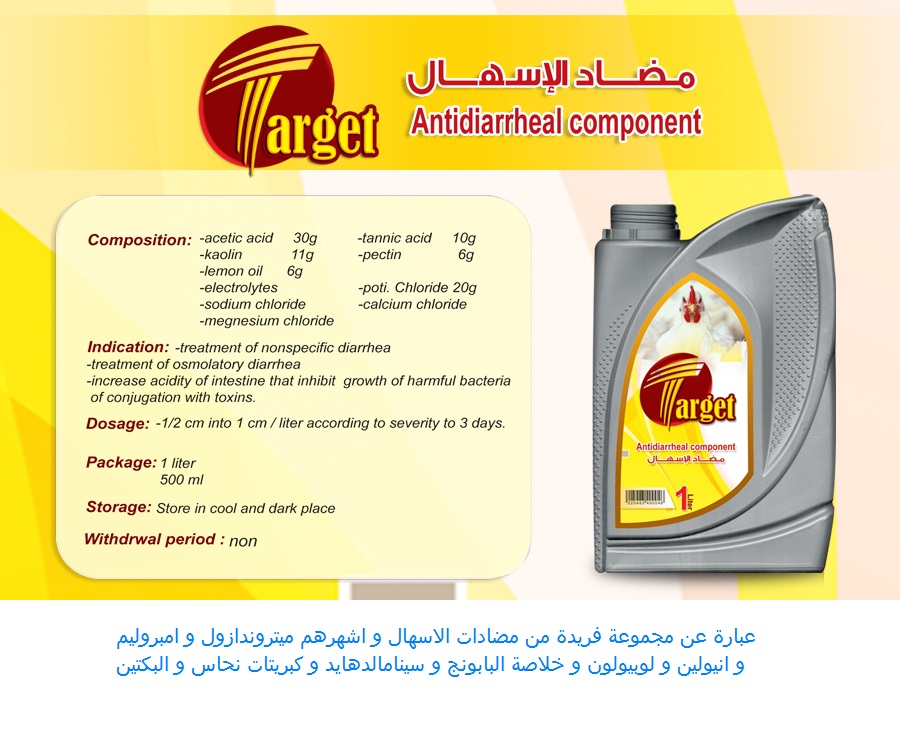 Target
مضاد الإسهال
Antidiarrheal component
Composition: -acetic acid 30g -tannic acid 10g
-kaolin 11g -pectin 6g
-lemon oil 6g
-electrolytes -poti. Chloride 20g
-sodium chloride -calcium chloride
-megnesium chloride
Indication: -treatment of nonspecific diarrhea
-treatment of osmolatory diarrhea
-increase acidity of intestine that inhibit growth of harmful bacteria
of conjugation with toxins.
Dosage: -1/2 cm into 1 cm / liter according to severity to 3 days.
Package: 1 liter
500 ml
Storage: Store in cool and dark place
Withdrwal period : non
Target
Antidiarrheal component
مضاد الإسهال
1 Liter
عبارة عن مجموعة فريدة من مضادات الاسهال و اشهرهم ميتروندازول و امبروليم
و انيولين و لوبيولون و خلاصة البابونج و سينامالدهايد و كبريتات نحاس و البكتين